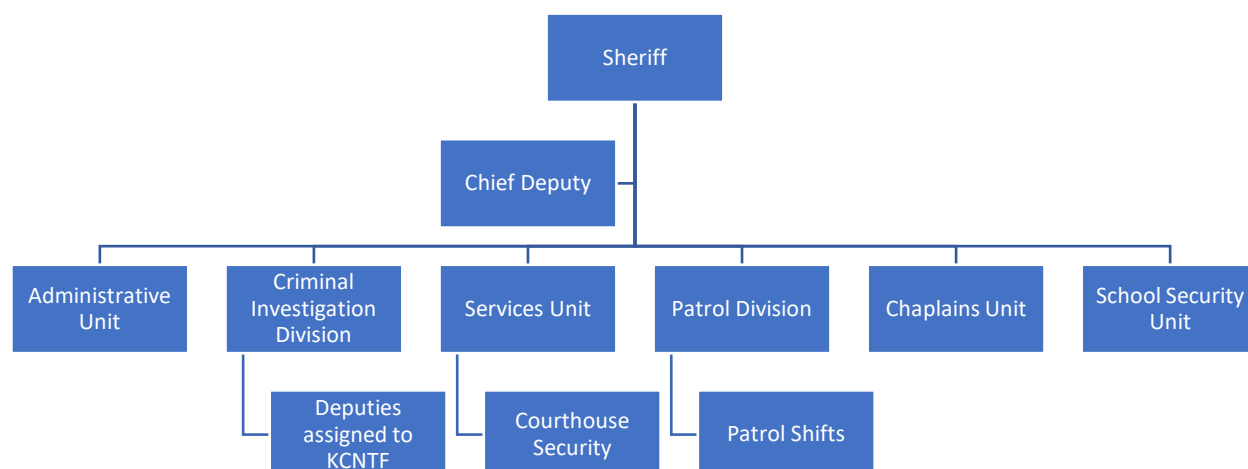 Sheriff
Chief Deputy
Administrative
Unit
Criminal
Investigation
Division
Services Unit
Patrol Division
Chaplains Unit
School Security
Unit
Deputies
assigned to
KCNTF
Courthouse
Security
Patrol Shifts